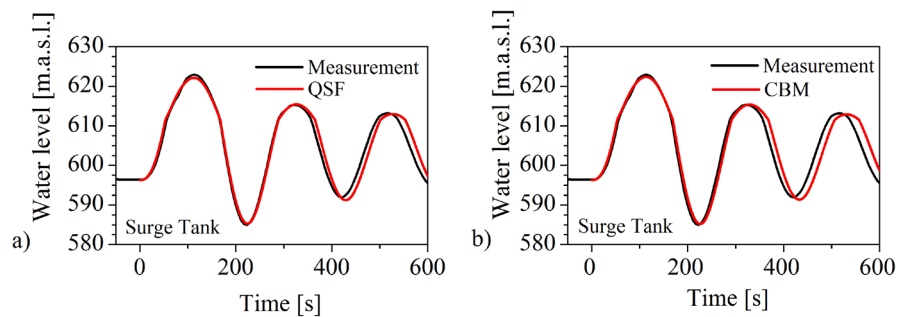 630
620
610
600
590
580
Water level [m.a.s.l.]
Measurement
QSF
Surge Tank
a)
0 200 400 600
Time [s]
630
620
610
600
590
580
Water level [m.a.s.l.]
Measurement
CBM
Surge Tank
b)
0 200 400 600
Time [s]